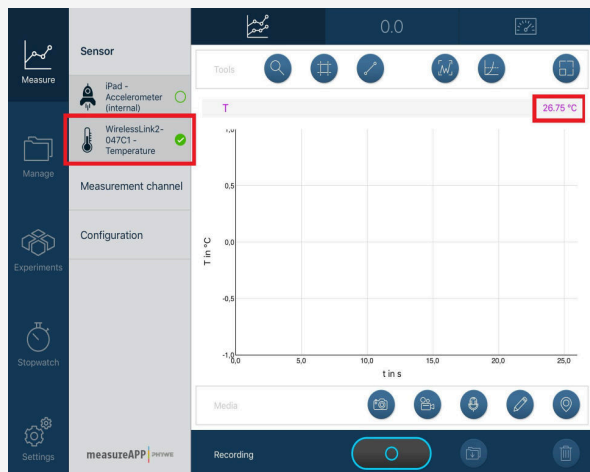 0.0
Measure
Manage
Experiments
Stopwatch
Settings
Sensor
iPad -
Accelerometer
(internal)
WirelessLink2-
047C1 -
Temperature
Measurement channel
Configuration
measureAPP PHYWE
Tools
T
26.75 °C
1,0
0,5
0,0
-0,5
-1,0
T in °C
0,0
5,0
10,0
15,0
20,0
25,0
t in s
Media
Recording